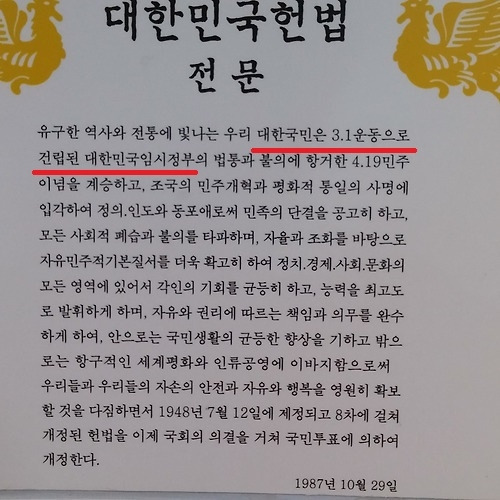 대한민국헌법
전 문
유구한 역사와 전통에 빛나는 우리 대한국민은 3.1운동으로
건립된 대한민국임시정부의 법통과 불의에 항거한 4.19민주
이념을 계승하고, 조국의 민주개혁과 평화적 통일의 사명에
입각하여 정의.인도와 동포애로써 민족의 단결을 공고히 하고,
모든 사회적 폐습과 불의를 타파하며, 자율과 조화를 바탕으로
자유민주적기본질서를 더욱 확고히 하여 정치.경제.사회.문화의
모든 영역에 있어서 각인의 기회를 균등히 하고, 능력을 최고도
로 발휘하게 하며, 자유와 권리에 따르는 책임과 의무를 완수
하게 하여, 안으로는 국민생활의 균등한 향상을 기하고 밖으
로는 항구적인 세계평화와 인류공영에 이바지함으로써
우리들과 우리들의 자손의 안전과 자유와 행복을 영원히 확보
할 것을 다짐하면서 1948년 7월 12일에 제정되고 8차에 걸쳐
개정된 헌법을 이제 국회의 의결을 거쳐 국민투표에 의하여
개정한다.
1987년 10월 29일